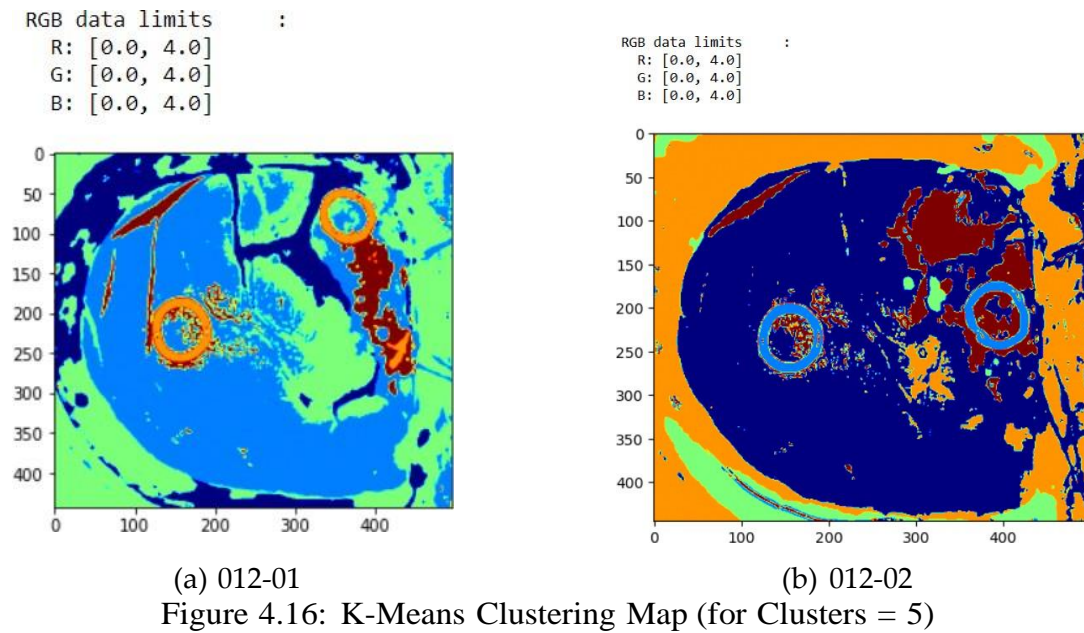 RGB data limits :
R: [0.0, 4.0]
G: [0.0, 4.0]
B: [0.0, 4.0]
0
50
100
150
200
250
300
350
400
0 100 200 300 400
(a) 012-01
RGB data limits :
R: [0.0, 4.0]
G: [0.0, 4.0]
B: [0.0, 4.0]
0
50
100
150
200
250
300
350
400
0 100 200 300 400
(b) 012-02
Figure 4.16: K-Means Clustering Map (for Clusters = 5)